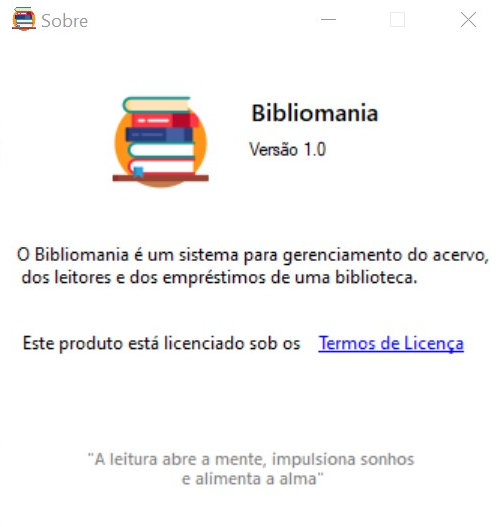 Sobre
Bibliomania
Versão 1.0
O Bibliomania é um sistema para gerenciamento do acervo,
dos leitores e dos empréstimos de uma biblioteca.
Este produto está licenciado sob os Termos de Licença
"A leitura abre a mente, impulsiona sonhos
e alimenta a alma"